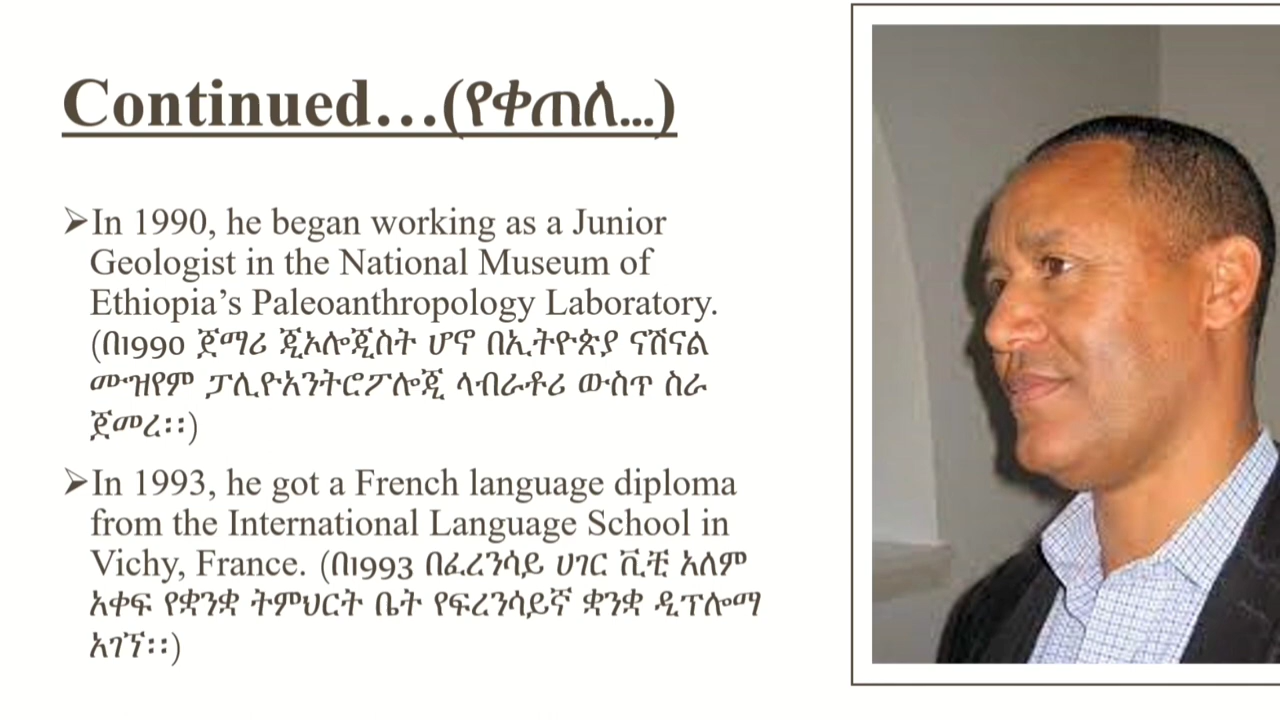 Continued…(የቀጠለ...)
➢In 1990, he began working as a Junior
Geologist in the National Museum of
Ethiopia’s Paleoanthropology Laboratory.
(በ1990 ጀማሪ ጂኦሎጂስት ሆኖ በኢትዮጵያ ናሽናል
ሙዝየም ፓሊዮአንትሮፖሎጂ ላብራቶሪ ውስጥ ስራ
ጀመረ፡፡)
➢In 1993, he got a French language diploma
from the International Language School in
Vichy, France. (በ1993 በፈረንሳይ ሀገር ቪቺ አለም
አቀፍ የቋንቋ ትምህርት ቤት የፍረንሳይኛ ቋንቋ ዲፕሎማ
አገኘ፡፡)